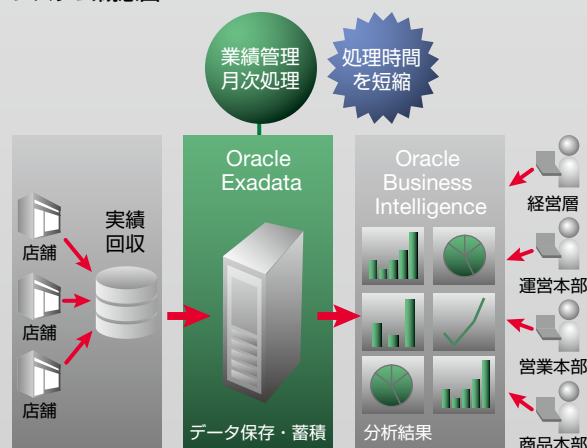 業績管理
月次処理
処理時間
を短縮
店舗
店舗
店舗
実績
回収
Oracle
Exadata
データ保存・蓄積
Oracle
Business
Intelligence
分析結果
経営層
運営本部
営業本部
商品本部